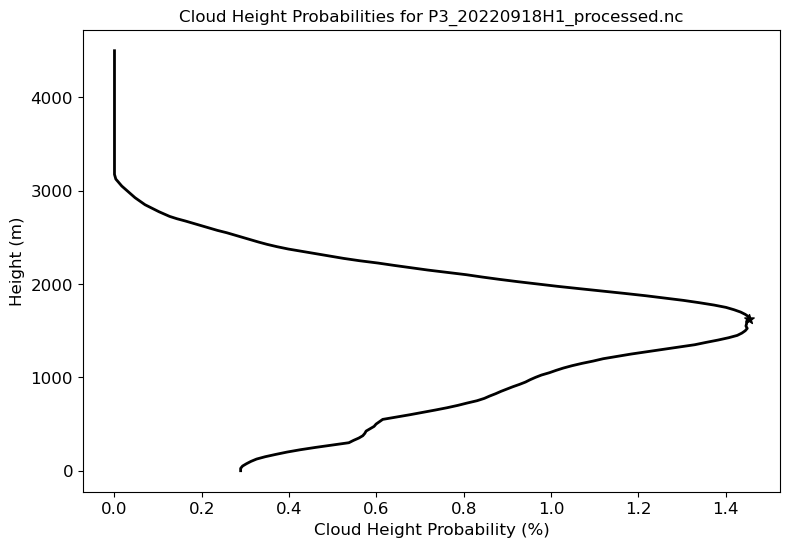 Cloud Height Probabilities for P3_20220918H1_processed.nc
4000
3000
2000
1000
0
Height (m)
0.0 0.2 0.4 0.6 0.8 1.0 1.2 1.4
Cloud Height Probability (%)